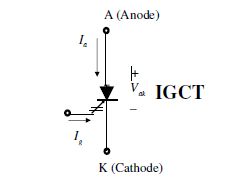 A (Anode)
Ia
+
Vak IGCT
−
Ig
K (Cathode)